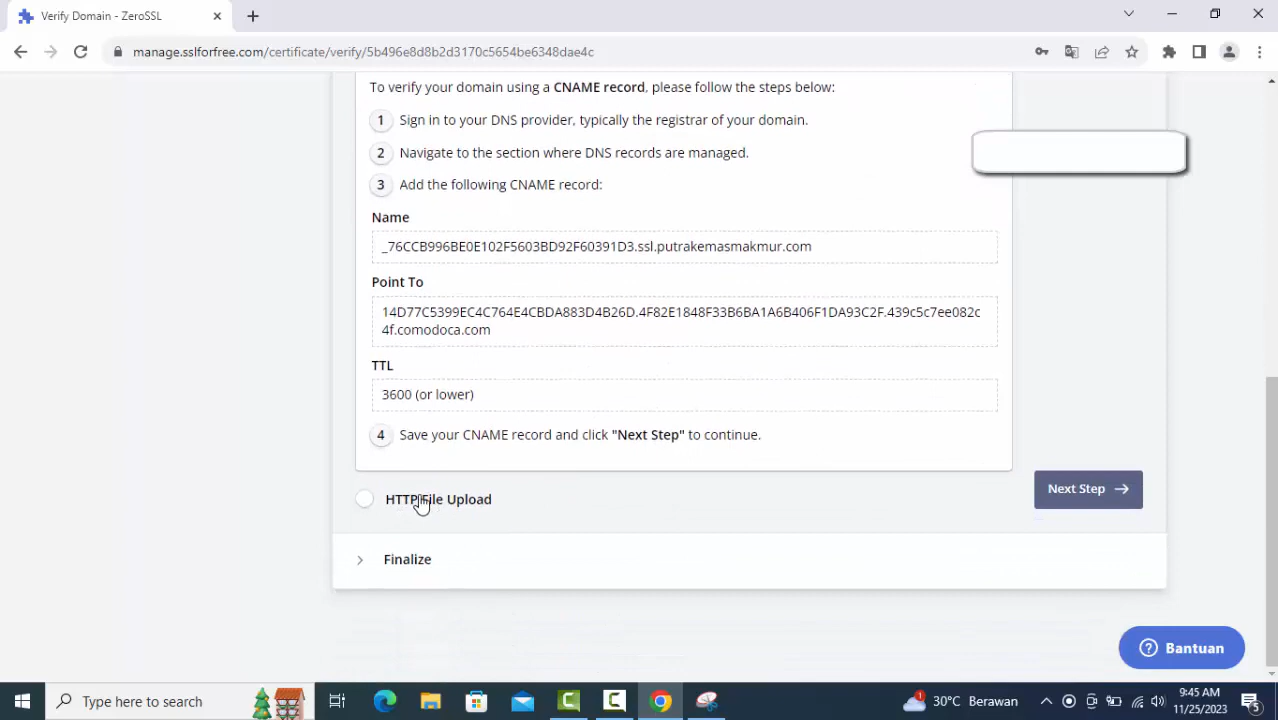 Verify Domain - ZeroSSL
manage.sslforfree.com/certificate/verify/5b496e8d8b2d3170c5654be6348dae4c
To verify your domain using a CNAME record, please follow the steps below:
1 Sign in to your DNS provider, typically the registrar of your domain.
2 Navigate to the section where DNS records are managed.
3 Add the following CNAME record:
Name
_76CCB996BE0E102F5603BD92F60391D3.ssl.putrakemasmakmur.com
Point To
14D77C5399EC4C764E4CBDA883D4B26D.4F82E1848F33B6BA1A6B406F1DA93C2F.439c5c7ee082c
4f.comodoca.com
TTL
3600 (or lower)
4 Save your CNAME record and click "Next Step" to continue.
HTTP File Upload
Next Step
Finalize
Bantuan
Type here to search
1
30°C Berawan
9:45 AM
11/25/2023
5